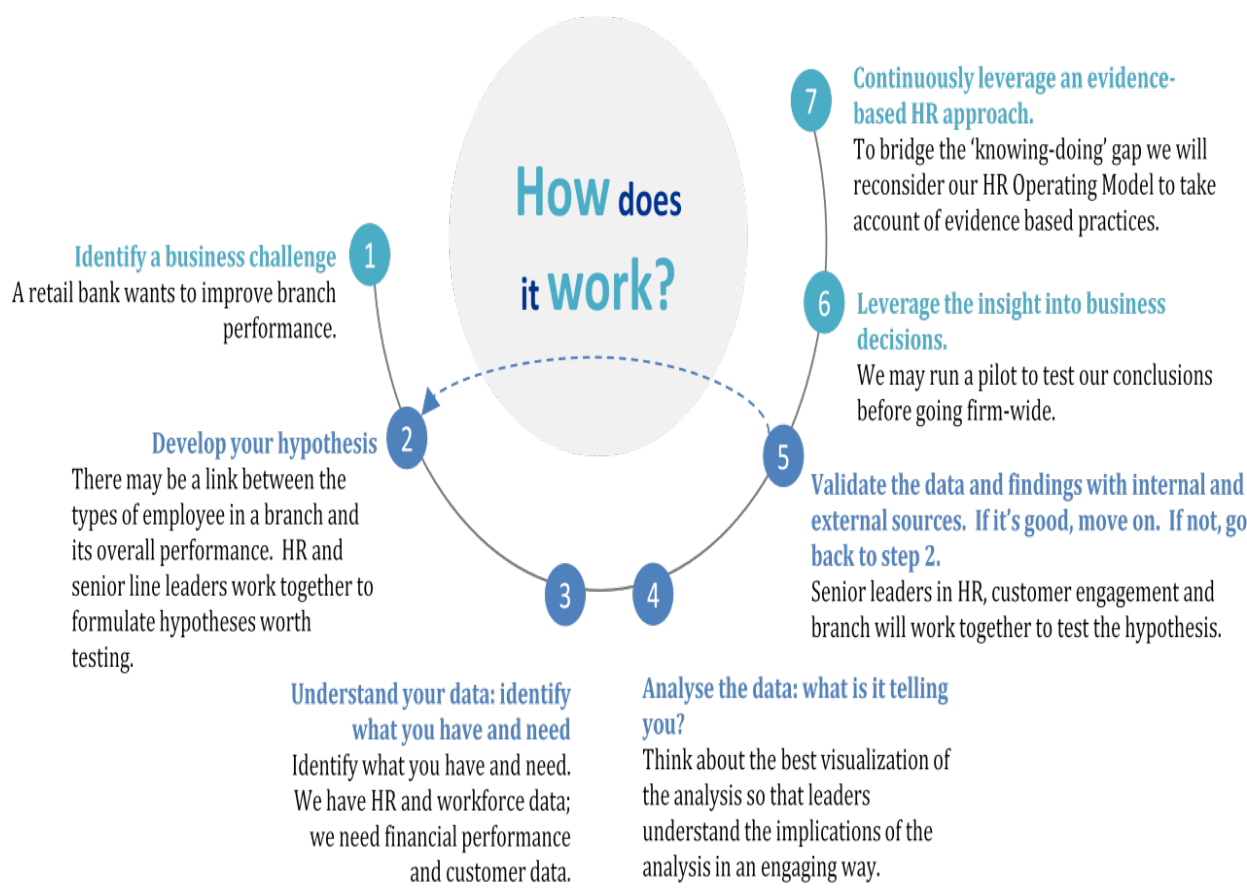 How does
it work?
1
Identify a business challenge
A retail bank wants to improve branch
performance.
2
Develop your hypothesis
There may be a link between the
types of employee in a branch and
its overall performance.  HR and
senior line leaders work together to
formulate hypotheses worth
testing.
3
Understand your data: identify
what you have and need
Identify what you have and need.
We have HR and workforce data;
we need financial performance
and customer data.
4
Analyse the data: what is it telling
you?
Think about the best visualization of
the analysis so that leaders
understand the implications of the
analysis in an engaging way.
5
Validate the data and findings with internal and
external sources.  If it's good, move on.  If not, go
back to step 2.
Senior leaders in HR, customer engagement and
branch will work together to test the hypothesis.
6
Leverage the insight into business
decisions.
We may run a pilot to test our conclusions
before going firm-wide.
7
Continuously leverage an evidence-
based HR approach.
To bridge the ‘knowing-doing’ gap we will
reconsider our HR Operating Model to take
account of evidence based practices.